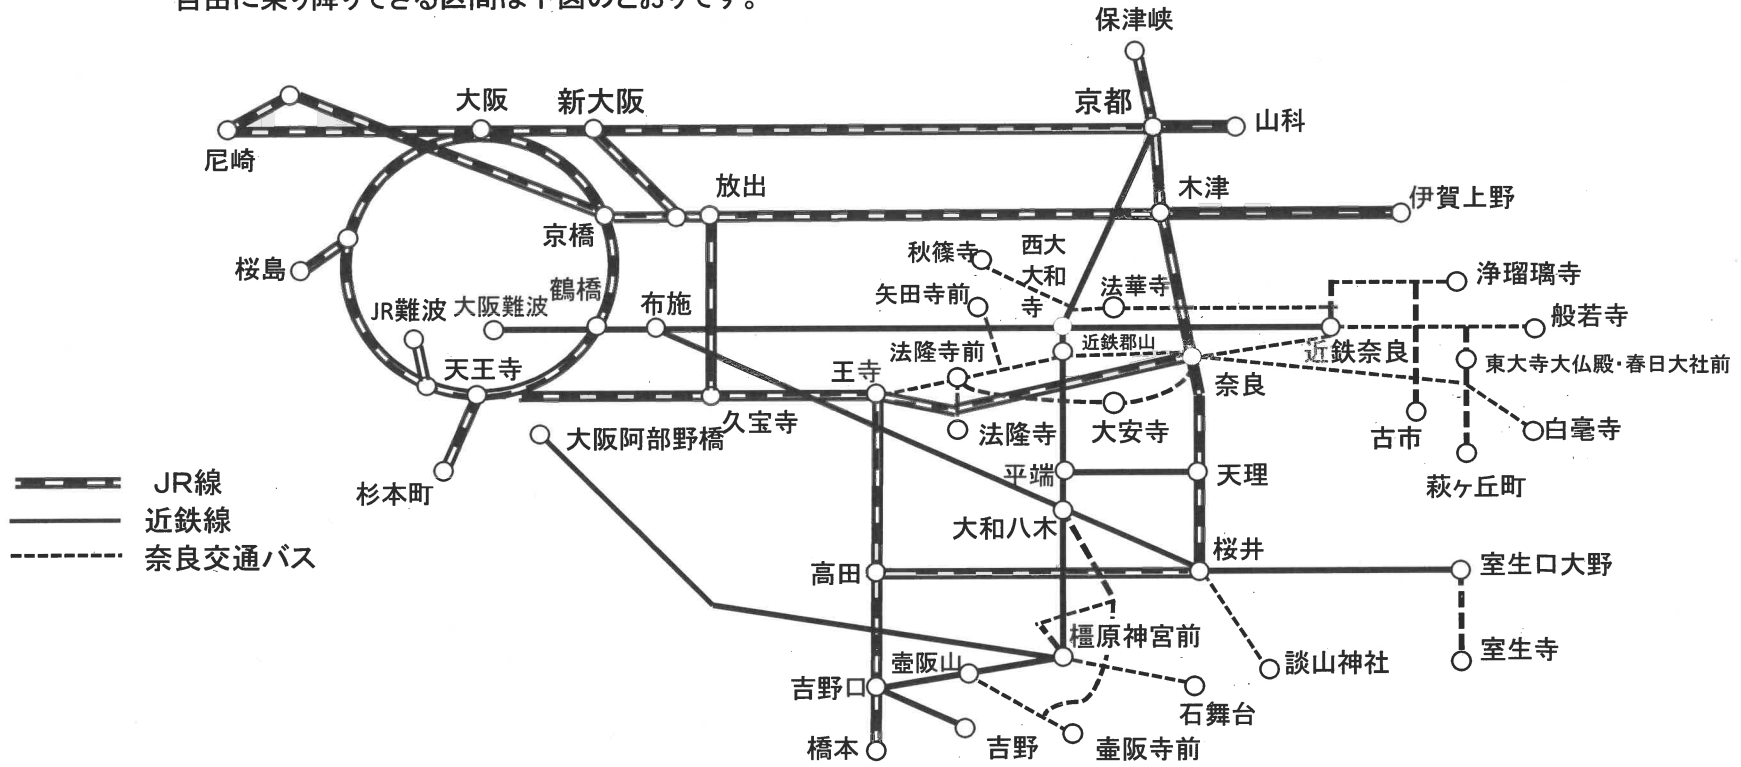 自由に乗り降りできる区間は下図のとおりです。
保津峡
大阪
新大阪
京都
山科
尼崎
放出
木津
伊賀上野
京橋
秋篠寺
西大
大和
寺
浄瑠璃寺
桜島
鶴橋
矢田寺前
法華寺
JR難波
大阪難波
布施
般若寺
法隆寺前
近鉄郡山
近鉄奈良
東大寺大仏殿・春日大社前
天王寺
王寺
奈良
大阪阿部野橋
久宝寺
法隆寺
大安寺
古市
白毫寺
JR線
杉本町
平端
天理
萩ヶ丘町
近鉄線
大和八木
奈良交通バス
高田
桜井
室生口大野
橿原神宮前
壺阪山
談山神社
室生寺
吉野口
石舞台
橋本
吉野
壷阪寺前